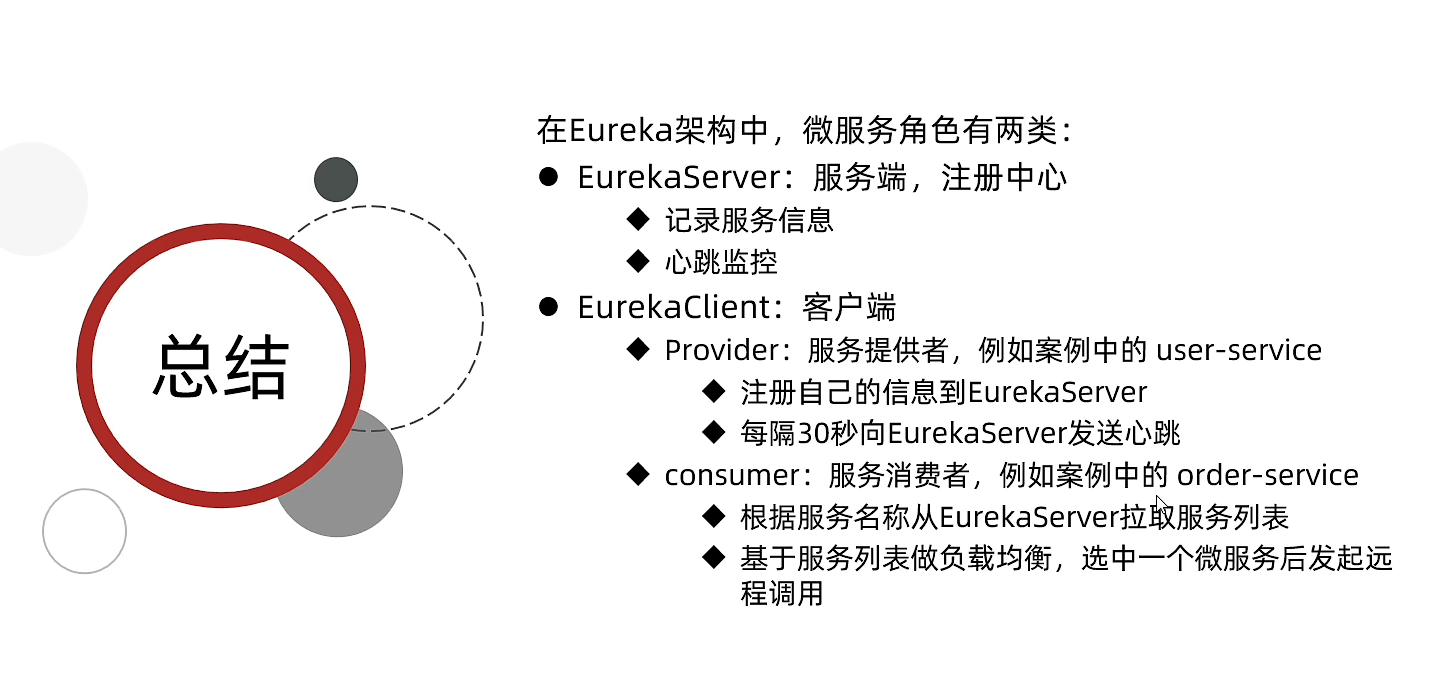 总结
在Eureka架构中，微服务角色有两类：
EurekaServer：服务端，注册中心
记录服务信息
心跳监控
EurekaClient：客户端
Provider：服务提供者，例如案例中的 user-service
注册自己的信息到EurekaServer
每隔30秒向EurekaServer发送心跳
consumer：服务消费者，例如案例中的 order-service
根据服务名称从EurekaServer拉取服务列表
基于服务列表做负载均衡，选中一个微服务后发起远
程调用